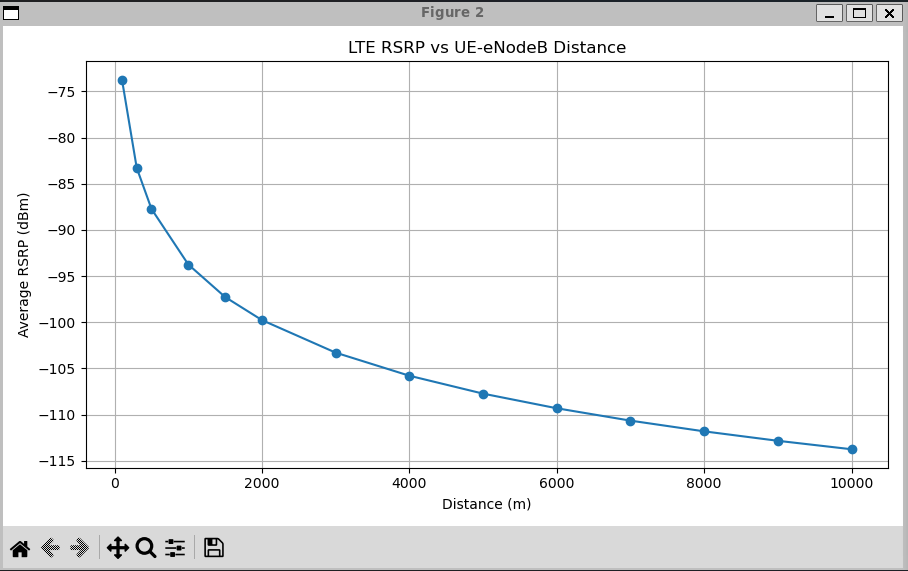 Figure 2
LTE RSRP vs UE-eNodeB Distance
Average RSRP (dBm)
−75
−80
−85
−90
−95
−100
−105
−110
−115
0 2000 4000 6000 8000 10000
Distance (m)